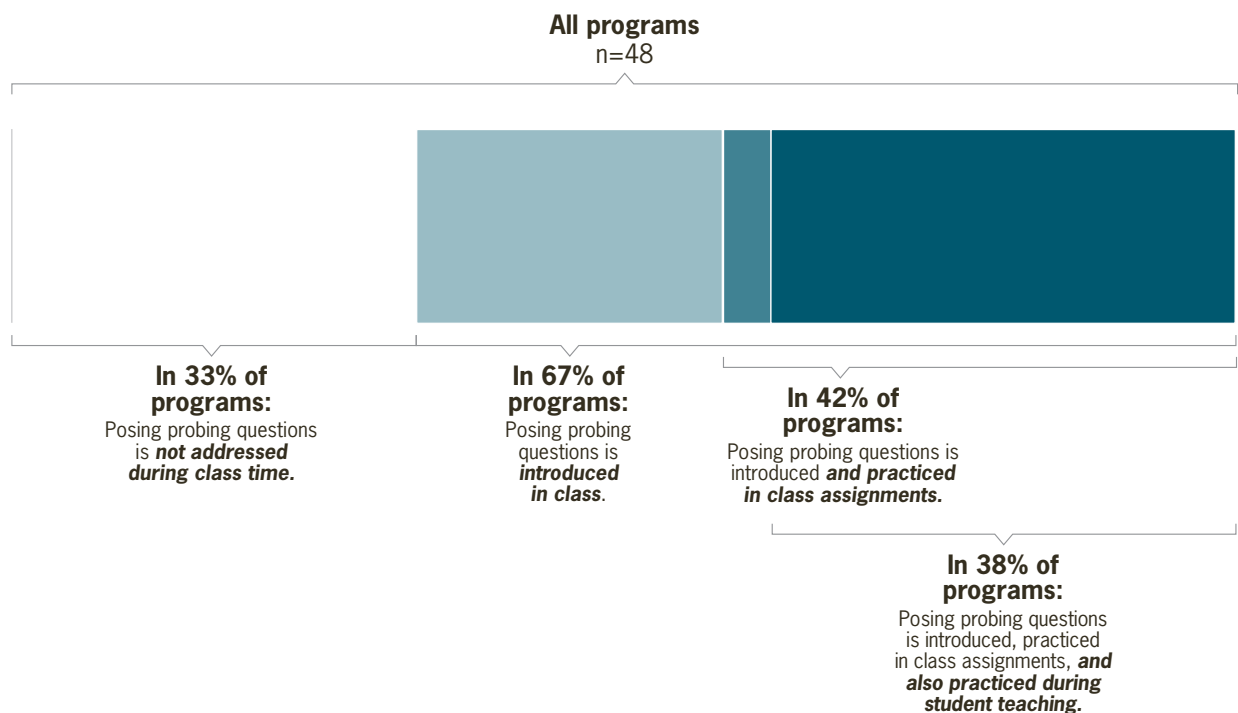 All programs
n=48
In 33% of
programs:
Posing probing questions
is not addressed
during class time.
In 67% of
programs:
Posing probing
questions is
introduced
in class.
In 42% of
programs:
Posing probing questions is
introduced and practiced
in class assignments.
In 38% of
programs:
Posing probing questions
is introduced, practiced
in class assignments, and
also practiced during
student teaching.